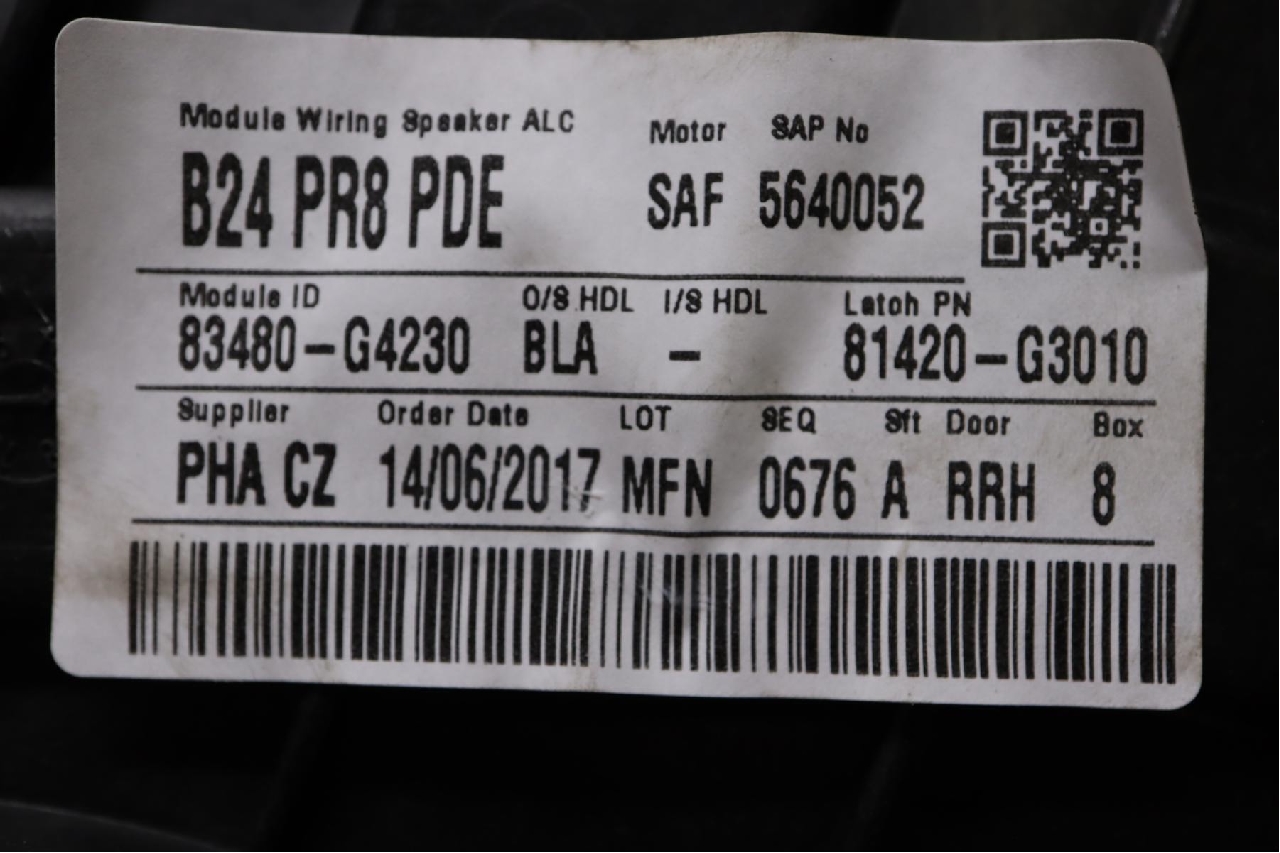 Module Wiring Speaker ALC Motor SAP No
B24 PR8 PDE SAF 5640052
Module ID O/S HDL I/S HDL Latch PN
83480-G4230 BLA - 81420-G3010
Supplier Order Date LOT SEQ Sft Door Box
PHA CZ 14/06/2017 MFN 0676 A RRH 8